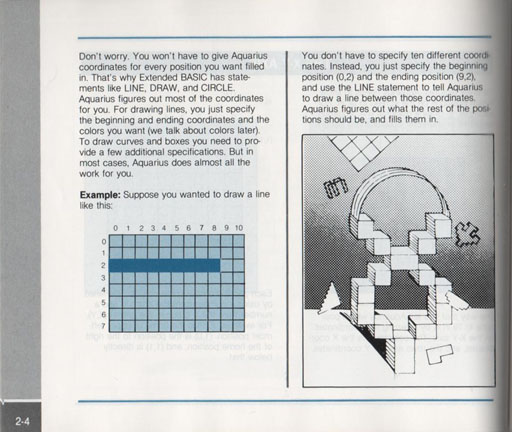 Don't worry. You won't have to give Aquarius
coordinates for every position you want filled
in. That's why Extended BASIC has state-
ments like LINE, DRAW, and CIRCLE.
Aquarius figures out most of the coordinates
for you. For drawing lines, you just specify
the beginning and ending coordinates and the
colors you want (we talk about colors later).
To draw curves and boxes you need to pro-
vide a few additional specifications. But in
most cases, Aquarius does almost all the
work for you.
Example: Suppose you wanted to draw a line
like this:
0 1 2 3 4 5 6 7 8 9 10
0
1
2
3
4
5
6
7
You don't have to specify ten different coordi-
nates. Instead, you just specify the beginning
position (0,2) and the ending position (9,2),
and use the LINE statement to tell Aquarius
to draw a line between those coordinates.
Aquarius figures out what the rest of the posi-
tions should be, and fills them in.
2-4